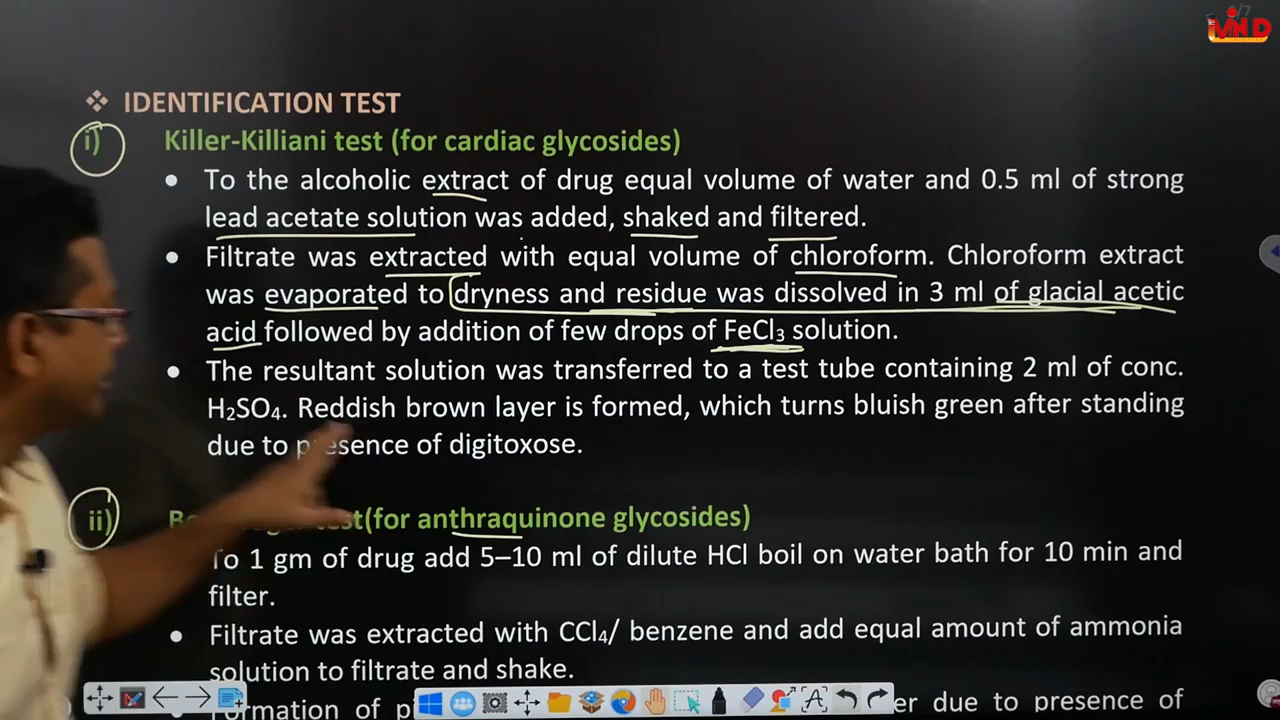 ❖ IDENTIFICATION TEST
i) Killer-Killiani test (for cardiac glycosides)
• To the alcoholic extract of drug equal volume of water and 0.5 ml of strong
lead acetate solution was added, shaked and filtered.
• Filtrate was extracted with equal volume of chloroform. Chloroform extract
was evaporated to dryness and residue was dissolved in 3 ml of glacial acetic
acid followed by addition of few drops of FeCl₃ solution.
• The resultant solution was transferred to a test tube containing 2 ml of conc.
H₂SO₄. Reddish brown layer is formed, which turns bluish green after standing
due to presence of digitoxose.
ii) (for anthraquinone glycosides)
To 1 gm of drug add 5–10 ml of dilute HCl boil on water bath for 10 min and
filter.
• Filtrate was extracted with CCl₄/ benzene and add equal amount of ammonia
solution to filtrate and shake.
• Formation of due to presence of